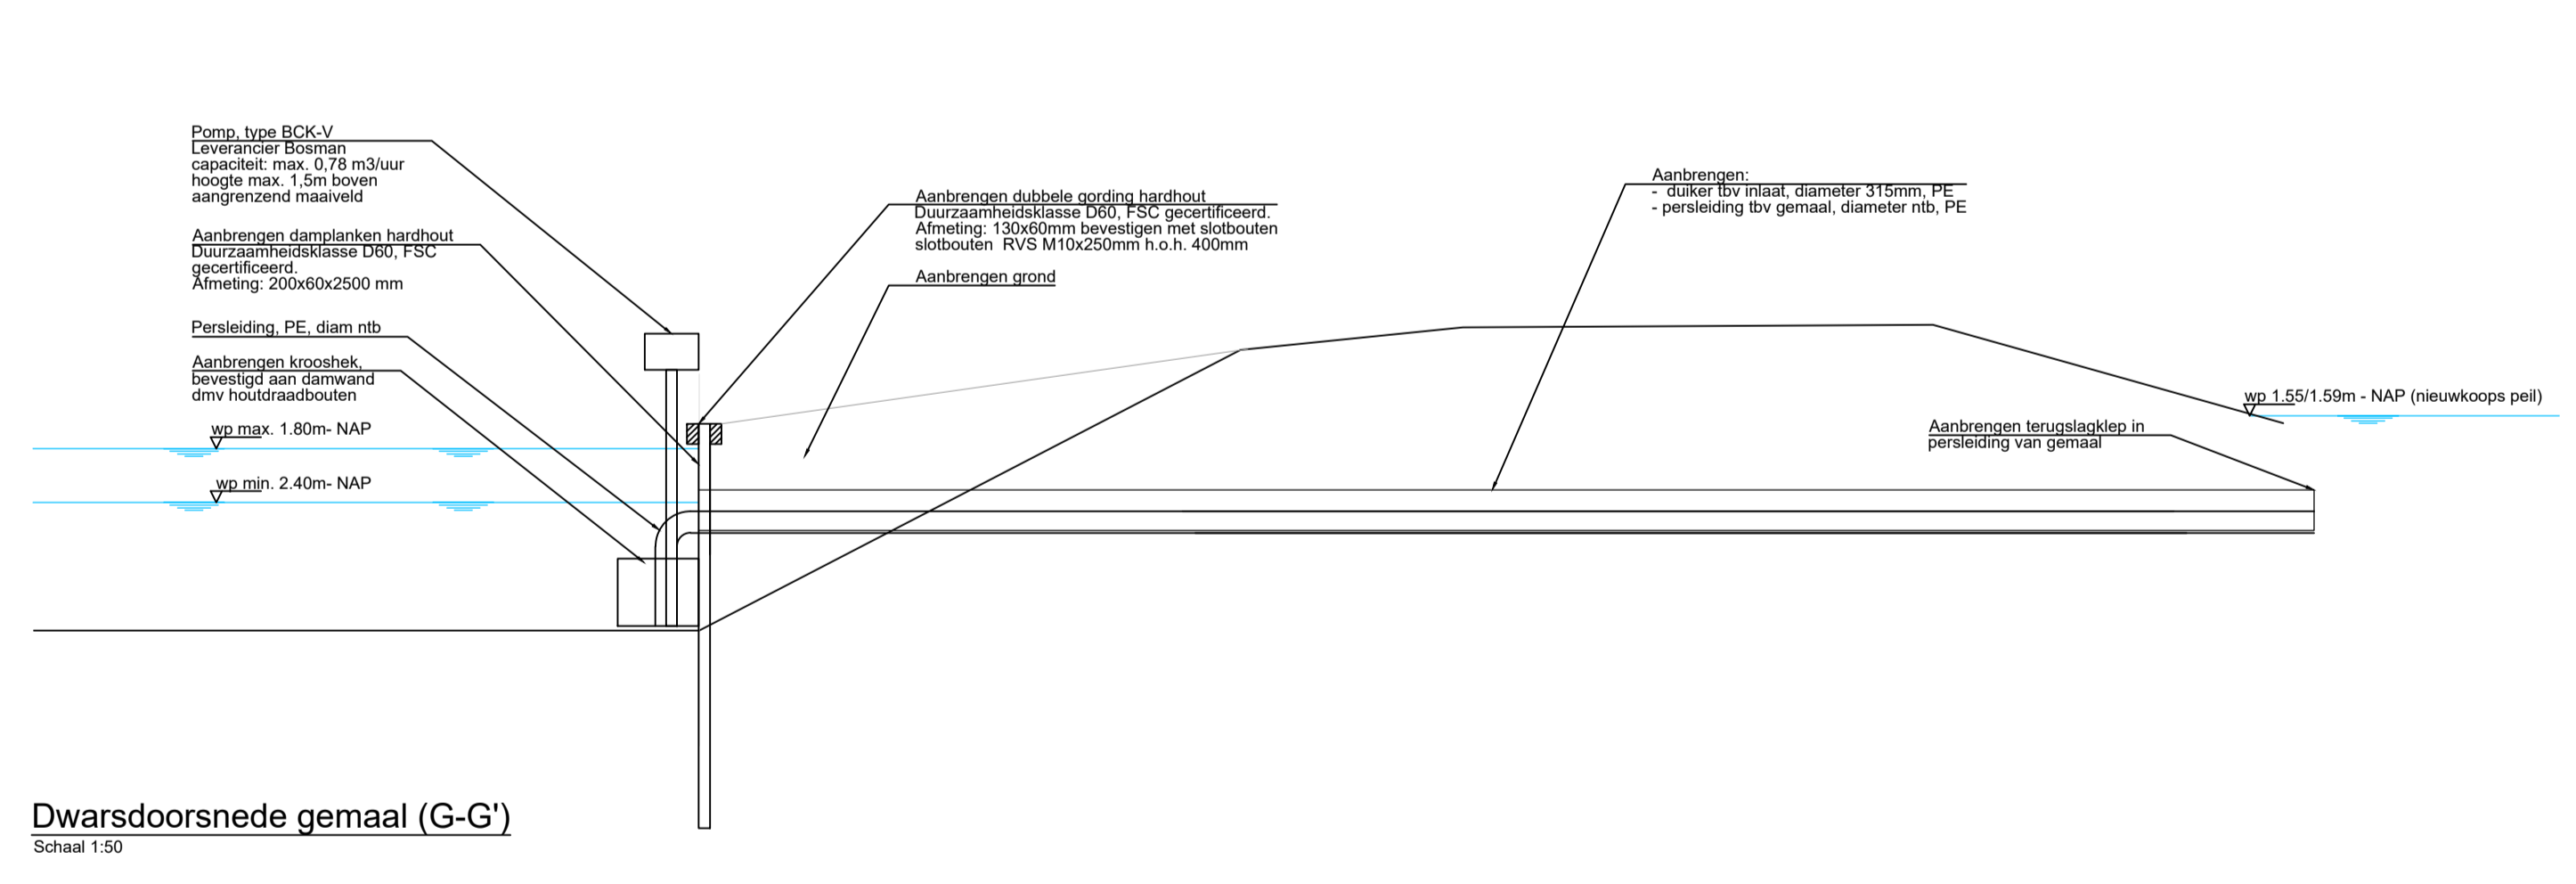 Pomp, type BCK-V
Leverancier Bosman
capaciteit: max. 0,78 m3/uur
hoogte max. 1,5m boven
aangrenzend maaiveld
Aanbrengen damplanken hardhout
Duurzaamheidsklasse D60, FSC
gecertificeerd.
Afmeting: 200x60x2500 mm
Persleiding, PE, diam ntb
Aanbrengen krooshek,
bevestigd aan damwand
dmv houtdraadbouten
wp max. 1.80m- NAP
wp min. 2.40m- NAP
Aanbrengen dubbele gording hardhout
Duurzaamheidsklasse D60, FSC gecertificeerd.
Afmeting: 130x60mm bevestigen met slotbouten
slotbouten  RVS M10x250mm h.o.h. 400mm
Aanbrengen grond
Aanbrengen:
-  duiker tbv inlaat, diameter 315mm, PE
- persleiding tbv gemaal, diameter ntb, PE
wp 1.55/1.59m - NAP (nieuwkoops peil)
Aanbrengen terugslagklep in
persleiding van gemaal
Dwarsdoorsnede gemaal (G-G')
Schaal 1:50